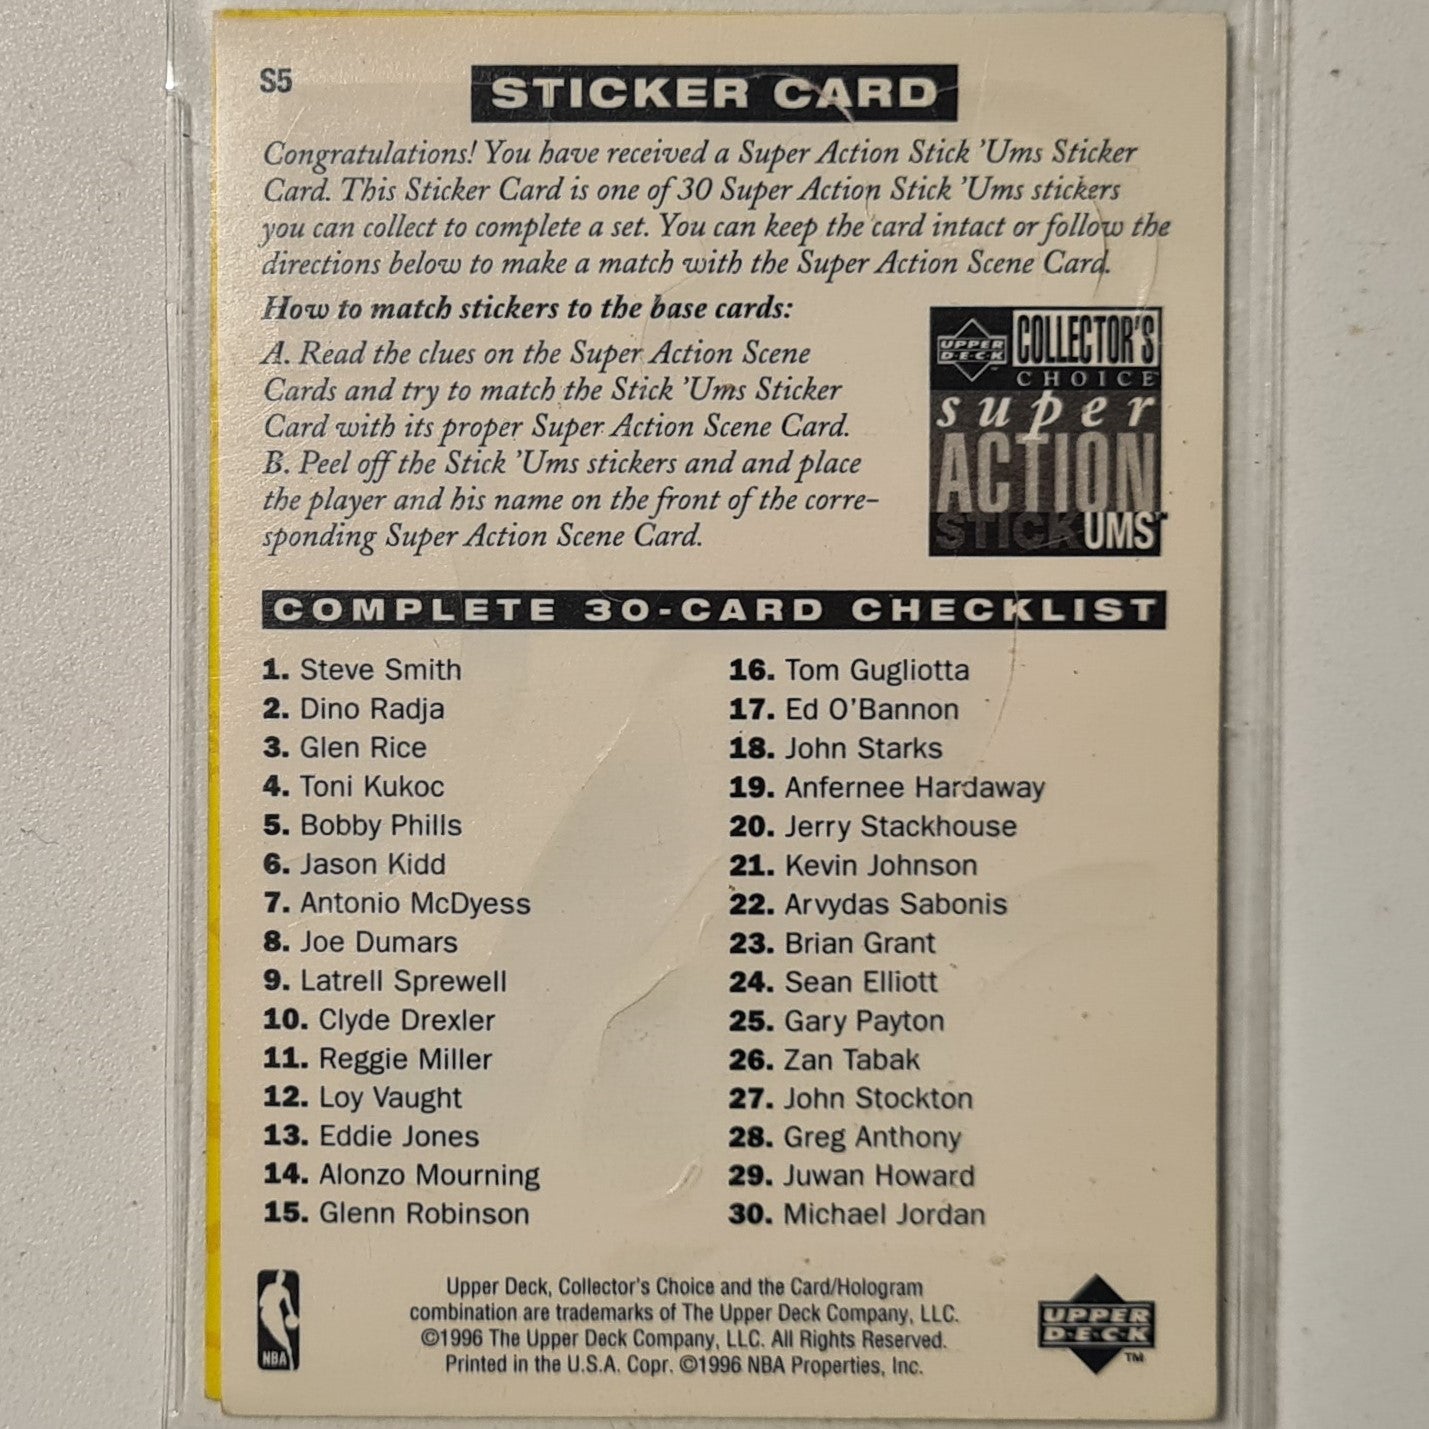 S5
STICKER CARD
Congratulations! You have received a Super Action Stick 'Ums Sticker
Card. This Sticker Card is one of 30 Super Action Stick 'Ums stickers
you can collect to complete a set. You can keep the card intact or follow the
directions below to make a match with the Super Action Scene Card.
How to match stickers to the base cards:
A. Read the clues on the Super Action Scene
Cards and try to match the Stick 'Ums Sticker
Card with its proper Super Action Scene Card.
B. Peel off the Stick 'Ums stickers and and place
the player and his name on the front of the corre-
sponding Super Action Scene Card.
UPPER
DECK
COLLECTOR'S
CHOICE
super
ACTION
STICKUMS™
COMPLETE 30-CARD CHECKLIST
1. Steve Smith
2. Dino Radja
3. Glen Rice
4. Toni Kukoc
5. Bobby Phills
6. Jason Kidd
7. Antonio McDyess
8. Joe Dumars
9. Latrell Sprewell
10. Clyde Drexler
11. Reggie Miller
12. Loy Vaught
13. Eddie Jones
14. Alonzo Mourning
15. Glenn Robinson
16. Tom Gugliotta
17. Ed O'Bannon
18. John Starks
19. Anfernee Hardaway
20. Jerry Stackhouse
21. Kevin Johnson
22. Arvydas Sabonis
23. Brian Grant
24. Sean Elliott
25. Gary Payton
26. Zan Tabak
27. John Stockton
28. Greg Anthony
29. Juwan Howard
30. Michael Jordan
NBA
Upper Deck, Collector's Choice and the Card/Hologram
combination are trademarks of The Upper Deck Company, LLC.
©1996 The Upper Deck Company, LLC. All Rights Reserved.
Printed in the U.S.A. Copr. ©1996 NBA Properties, Inc.
UPPER
DECK
™